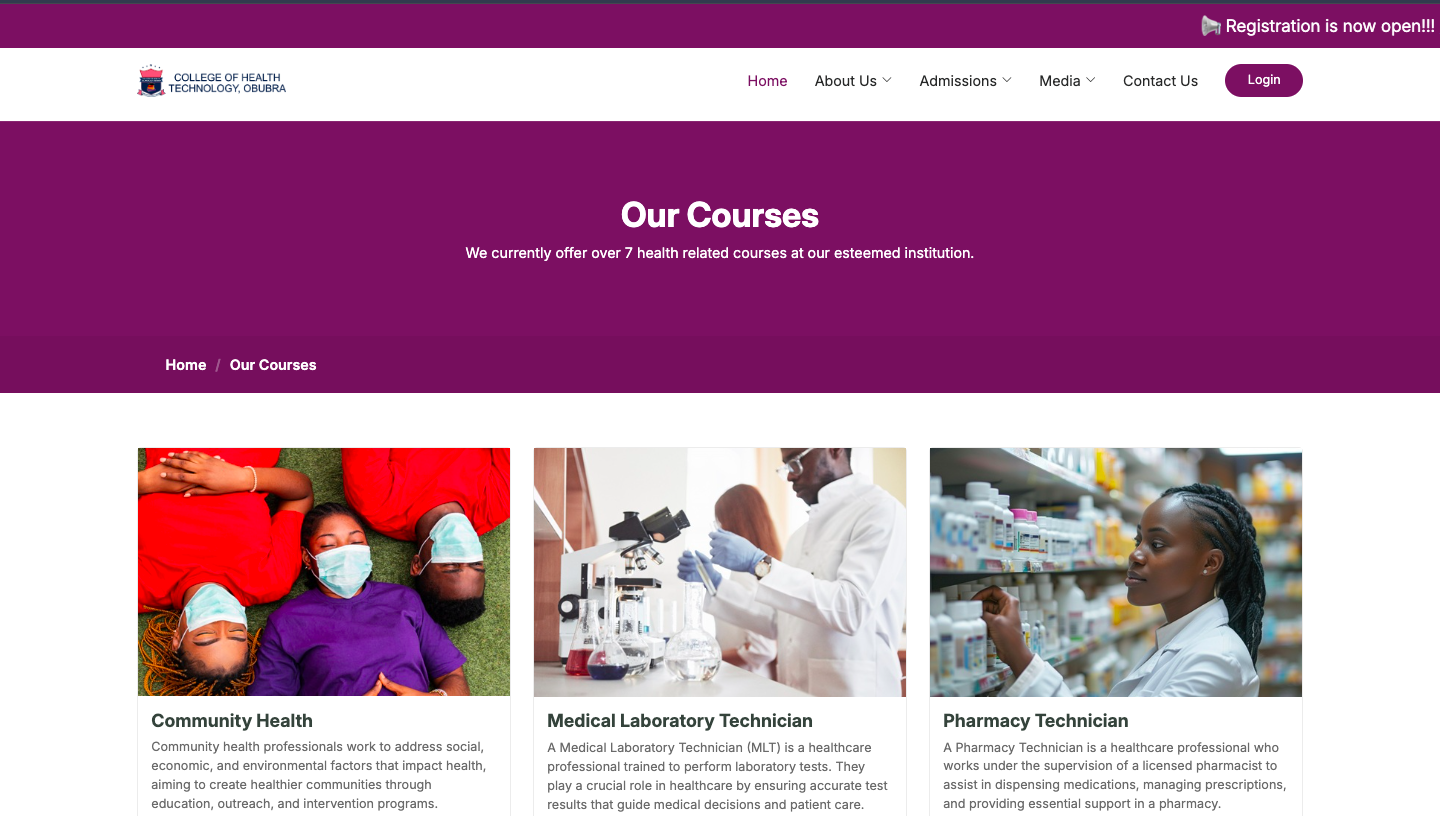 Registration is now open!!!
COLLEGE OF HEALTH
TECHNOLOGY, OBUBRA
Home
About Us
Admissions
Media
Contact Us
Login
Our Courses
We currently offer over 7 health related courses at our esteemed institution.
Home / Our Courses
Community Health
Community health professionals work to address social,
economic, and environmental factors that impact health,
aiming to create healthier communities through
education, outreach, and intervention programs.
Medical Laboratory Technician
A Medical Laboratory Technician (MLT) is a healthcare
professional trained to perform laboratory tests. They
play a crucial role in healthcare by ensuring accurate test
results that guide medical decisions and patient care.
Pharmacy Technician
A Pharmacy Technician is a healthcare professional who
works under the supervision of a licensed pharmacist to
assist in dispensing medications, managing prescriptions,
and providing essential support in a pharmacy.